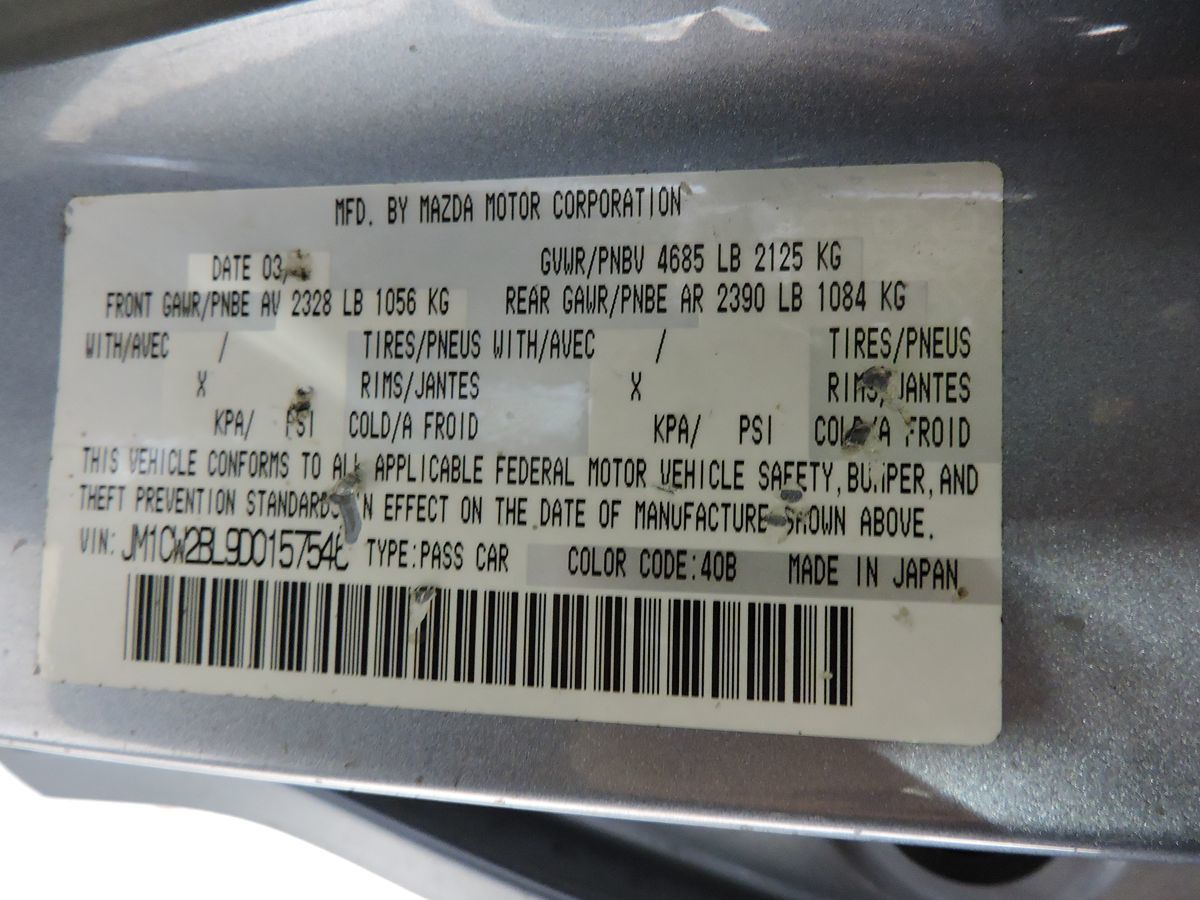 MFD. BY MAZDA MOTOR CORPORATION
DATE 03/ GVWR/PNBV 4685 LB 2125 KG
FRONT GAWR/PNBE AV 2328 LB 1056 KG REAR GAWR/PNBE AR 2390 LB 1084 KG
WITH/AVEC / TIRES/PNEUS WITH/AVEC / TIRES/PNEUS
X RIMS/JANTES X RIMS/JANTES
KPA/ PSI COLD/A FROID KPA/ PSI COLD/A FROID
THIS VEHICLE CONFORMS TO ALL APPLICABLE FEDERAL MOTOR VEHICLE SAFETY, BUMPER, AND
THEFT PREVENTION STANDARDS IN EFFECT ON THE DATE OF MANUFACTURE SHOWN ABOVE.
VIN: JM1CW2BL9D0157546 TYPE: PASS CAR COLOR CODE: 40B MADE IN JAPAN